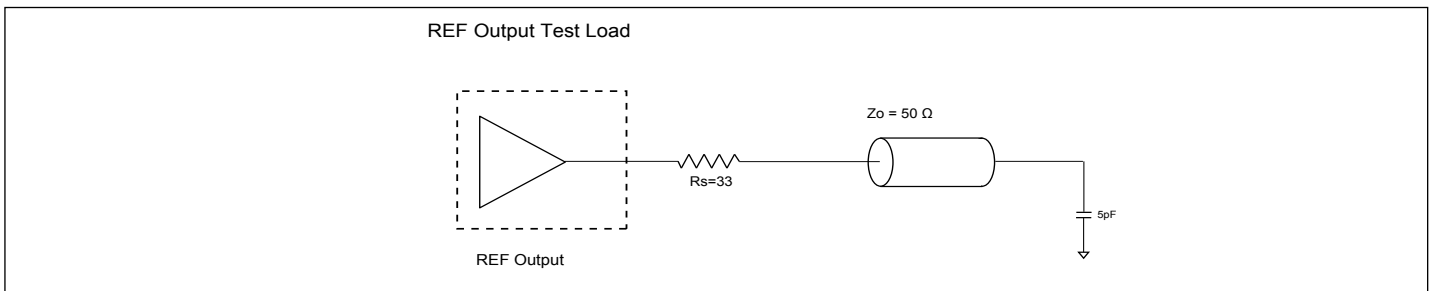 REF Output Test Load
Zo = 50 Ω
Rs=33
5pF
REF Output